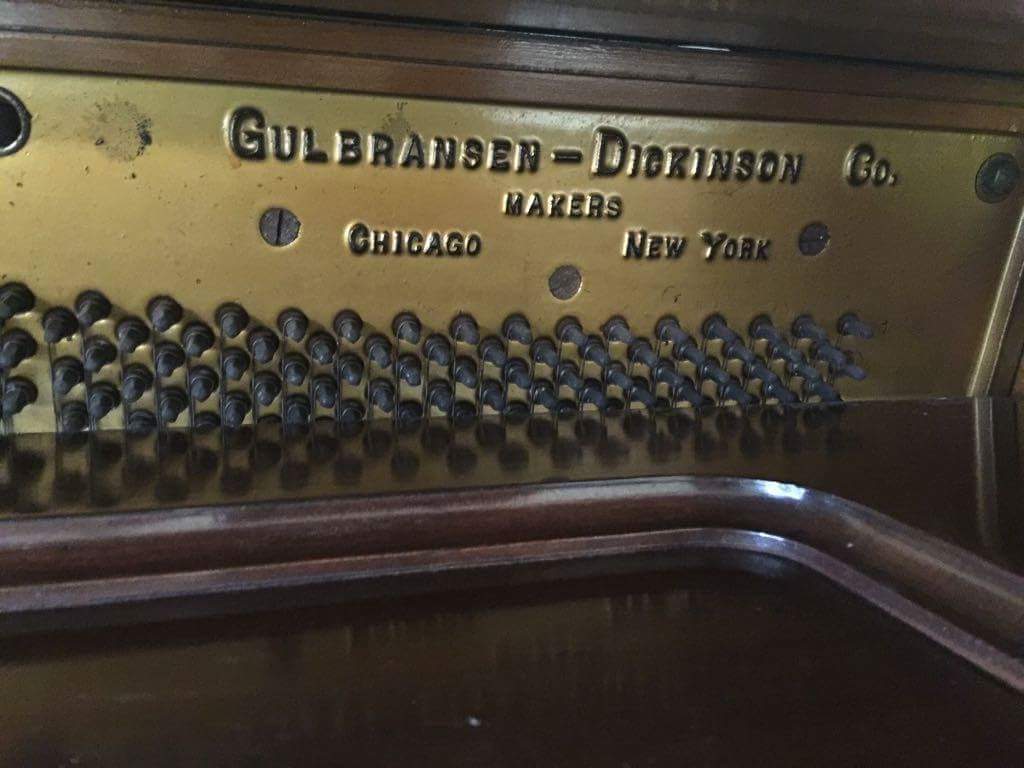 GULBRANSEN – DICKINSON CO.
MAKERS
CHICAGO NEW YORK